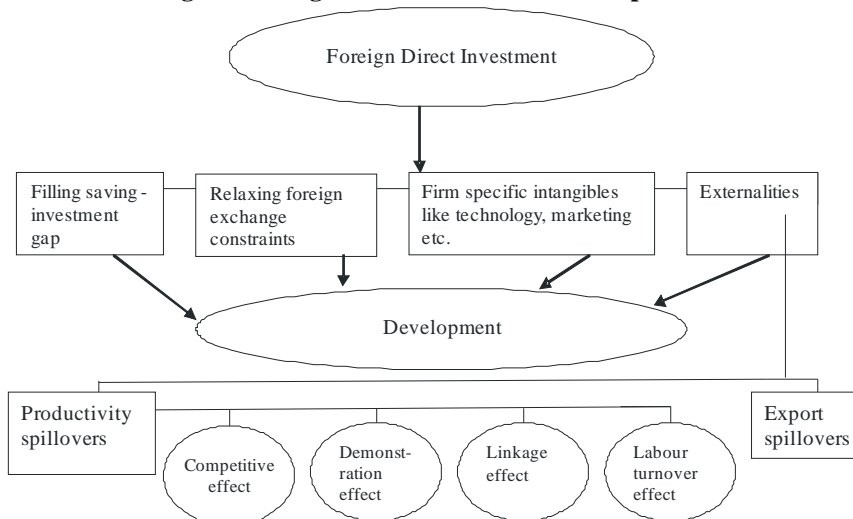 Foreign Direct Investment
Filling saving-
investment
gap
Relaxing foreign
exchange
constraints
Firm specific intangibles
like technology, marketing
etc.
Externalities
Development
Productivity
spillovers
Export
spillovers
Competitive
effect
Demonst-
ration
effect
Linkage
effect
Labour
turnover
effect